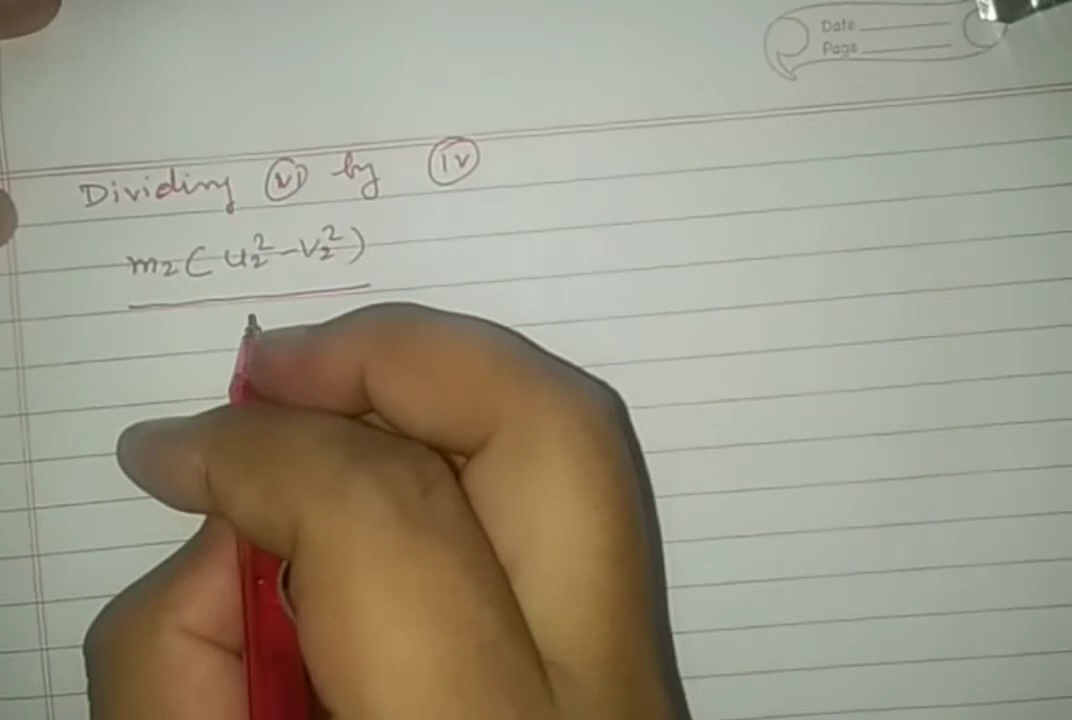 Date
Page
Dividing (vi) by (iv)
m₂(u₂²-v₂²)